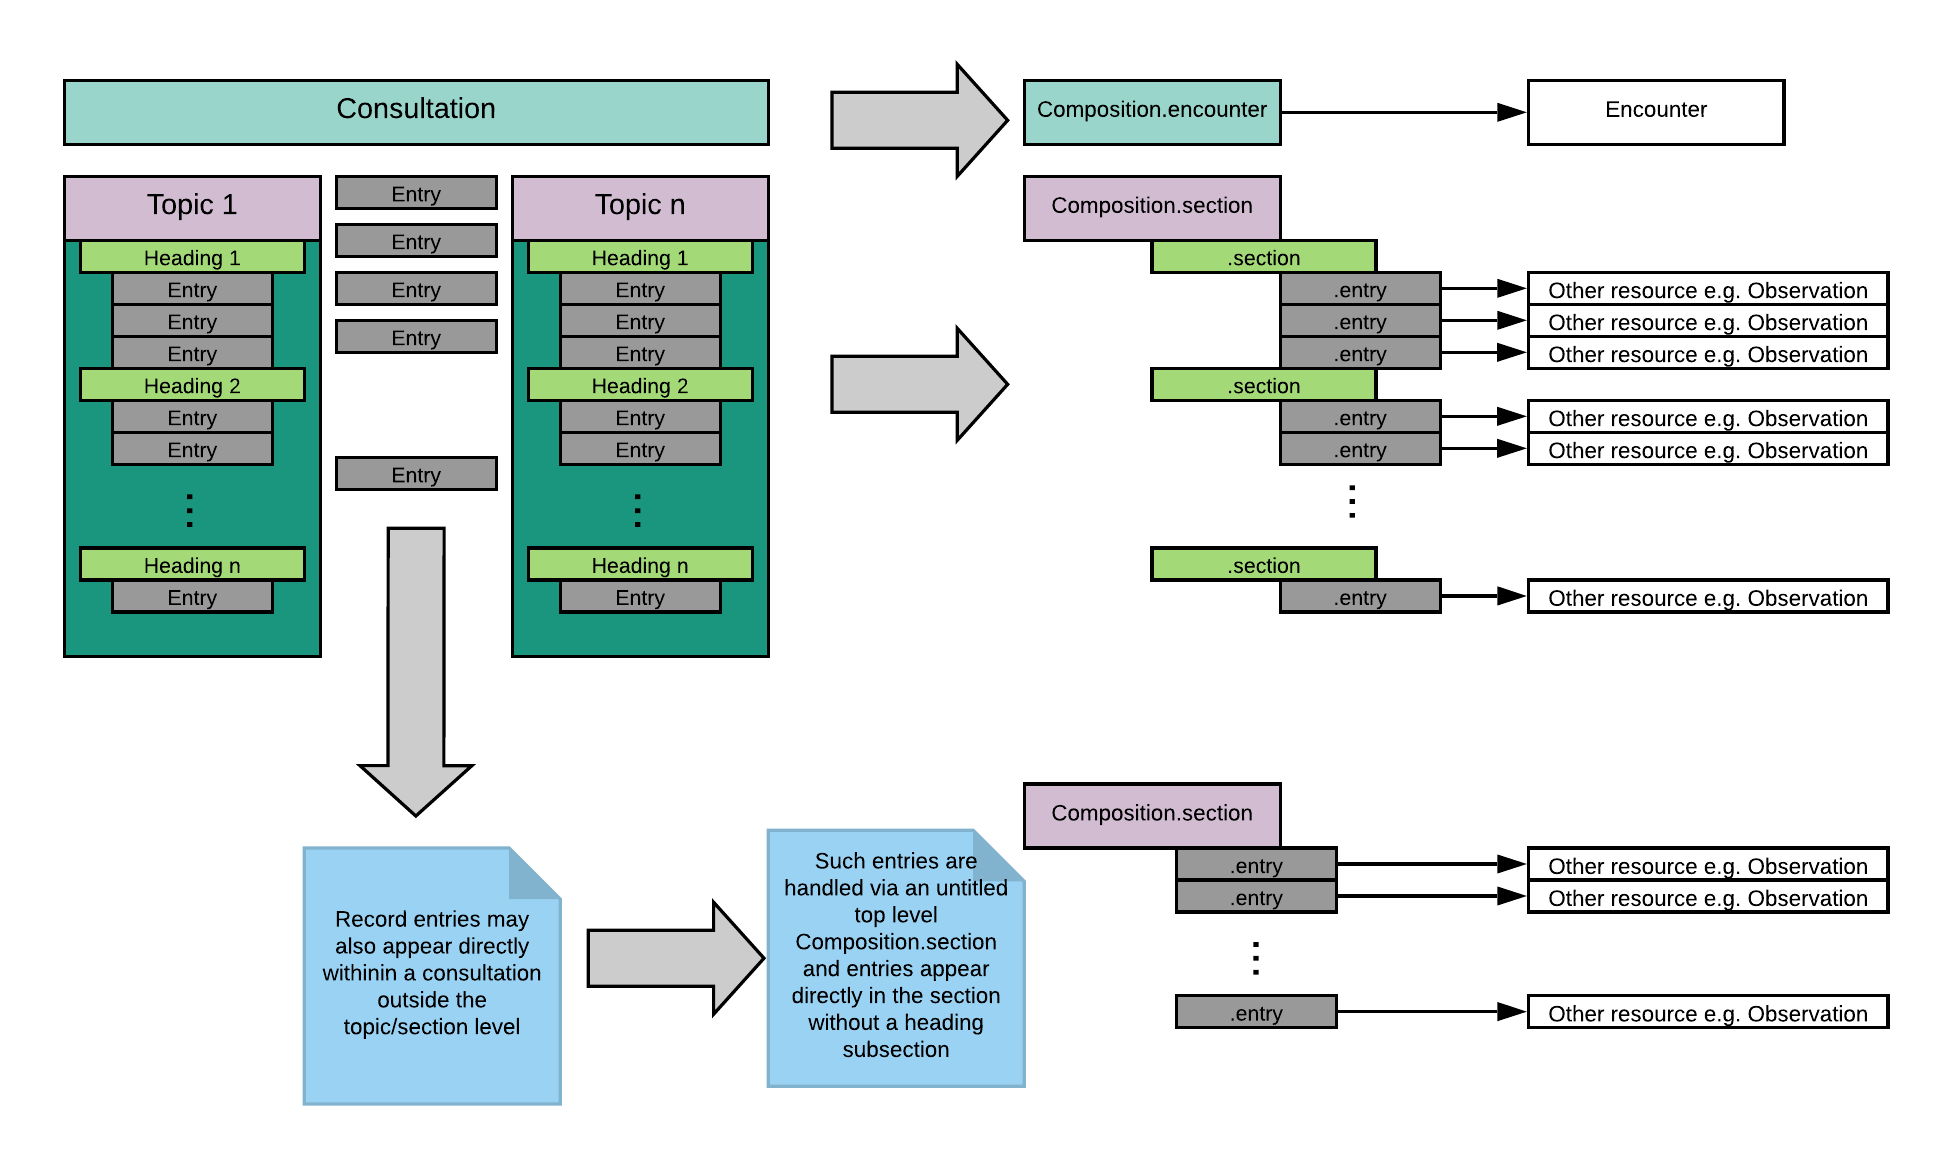 Consultation
Composition.encounter
Encounter
Topic 1
Heading 1
Entry
Entry
Entry
Heading 2
Entry
Entry
Heading n
Entry
Entry
Entry
Entry
Entry
Entry
Topic n
Heading 1
Entry
Entry
Entry
Heading 2
Entry
Entry
Heading n
Entry
Composition.section
.section
.entry
Other resource e.g. Observation
.entry
Other resource e.g. Observation
.entry
Other resource e.g. Observation
.section
.entry
Other resource e.g. Observation
.entry
Other resource e.g. Observation
.section
.entry
Other resource e.g. Observation
Record entries may
also appear directly
withinin a consultation
outside the
topic/section level
Such entries are
handled via an untitled
top level
Composition.section
and entries appear
directly in the section
without a heading
subsection
Composition.section
.entry
Other resource e.g. Observation
.entry
Other resource e.g. Observation
.entry
Other resource e.g. Observation